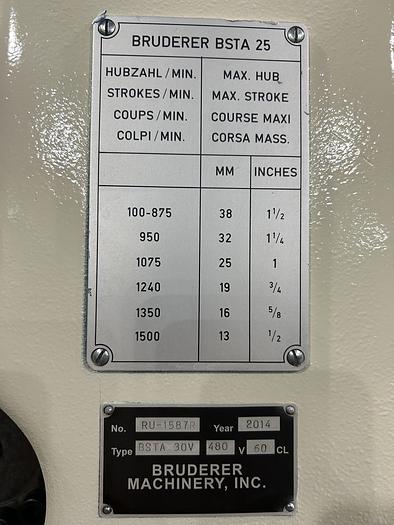 BRUDERER BSTA 25
HUBZAHL/MIN. MAX. HUB
STROKES/MIN. MAX. STROKE
COUPS/MIN. COURSE MAXI
COLPI/MIN. CORSA MASS.
MM INCHES
100-875 38 1 1/2
950 32 1 1/4
1075 25 1
1240 19 3/4
1350 16 5/8
1500 13 1/2
No. RU-1587R Year 2014
Type BSTA 30V 480 V 60 CL
BRUDERER
MACHINERY, INC.